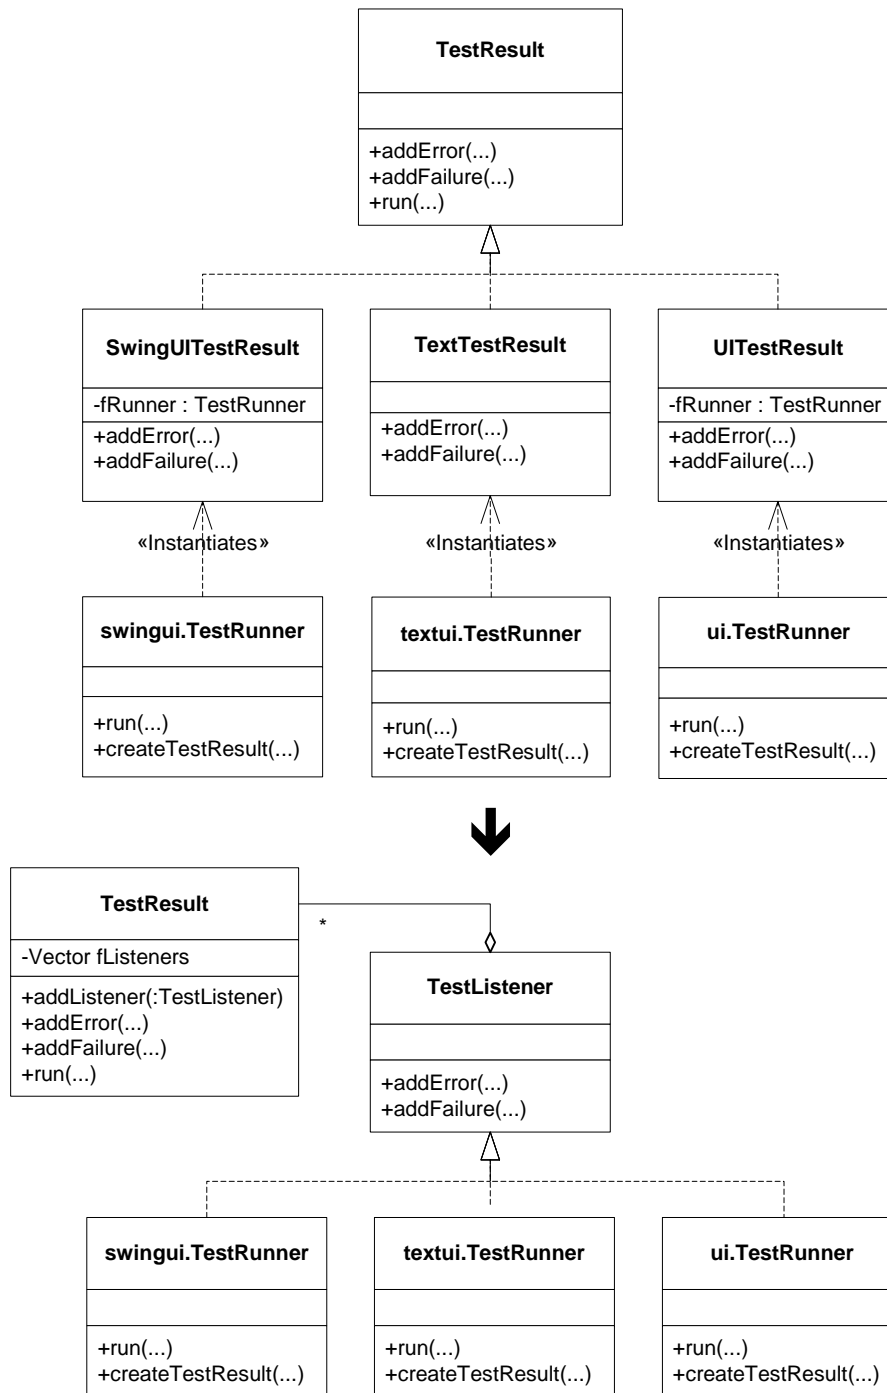 TestResult
+addError(...)
+addFailure(...)
+run(...)
SwingUITestResult
-fRunner : TestRunner
+addError(...)
+addFailure(...)
TextTestResult
+addError(...)
+addFailure(...)
UITestResult
-fRunner : TestRunner
+addError(...)
+addFailure(...)
«Instantiates»
«Instantiates»
«Instantiates»
swingui.TestRunner
+run(...)
+createTestResult(...)
textui.TestRunner
+run(...)
+createTestResult(...)
ui.TestRunner
+run(...)
+createTestResult(...)
TestResult
-Vector fListeners
+addListener(:TestListener)
+addError(...)
+addFailure(...)
+run(...)
*
TestListener
+addError(...)
+addFailure(...)
swingui.TestRunner
+run(...)
+createTestResult(...)
textui.TestRunner
+run(...)
+createTestResult(...)
ui.TestRunner
+run(...)
+createTestResult(...)